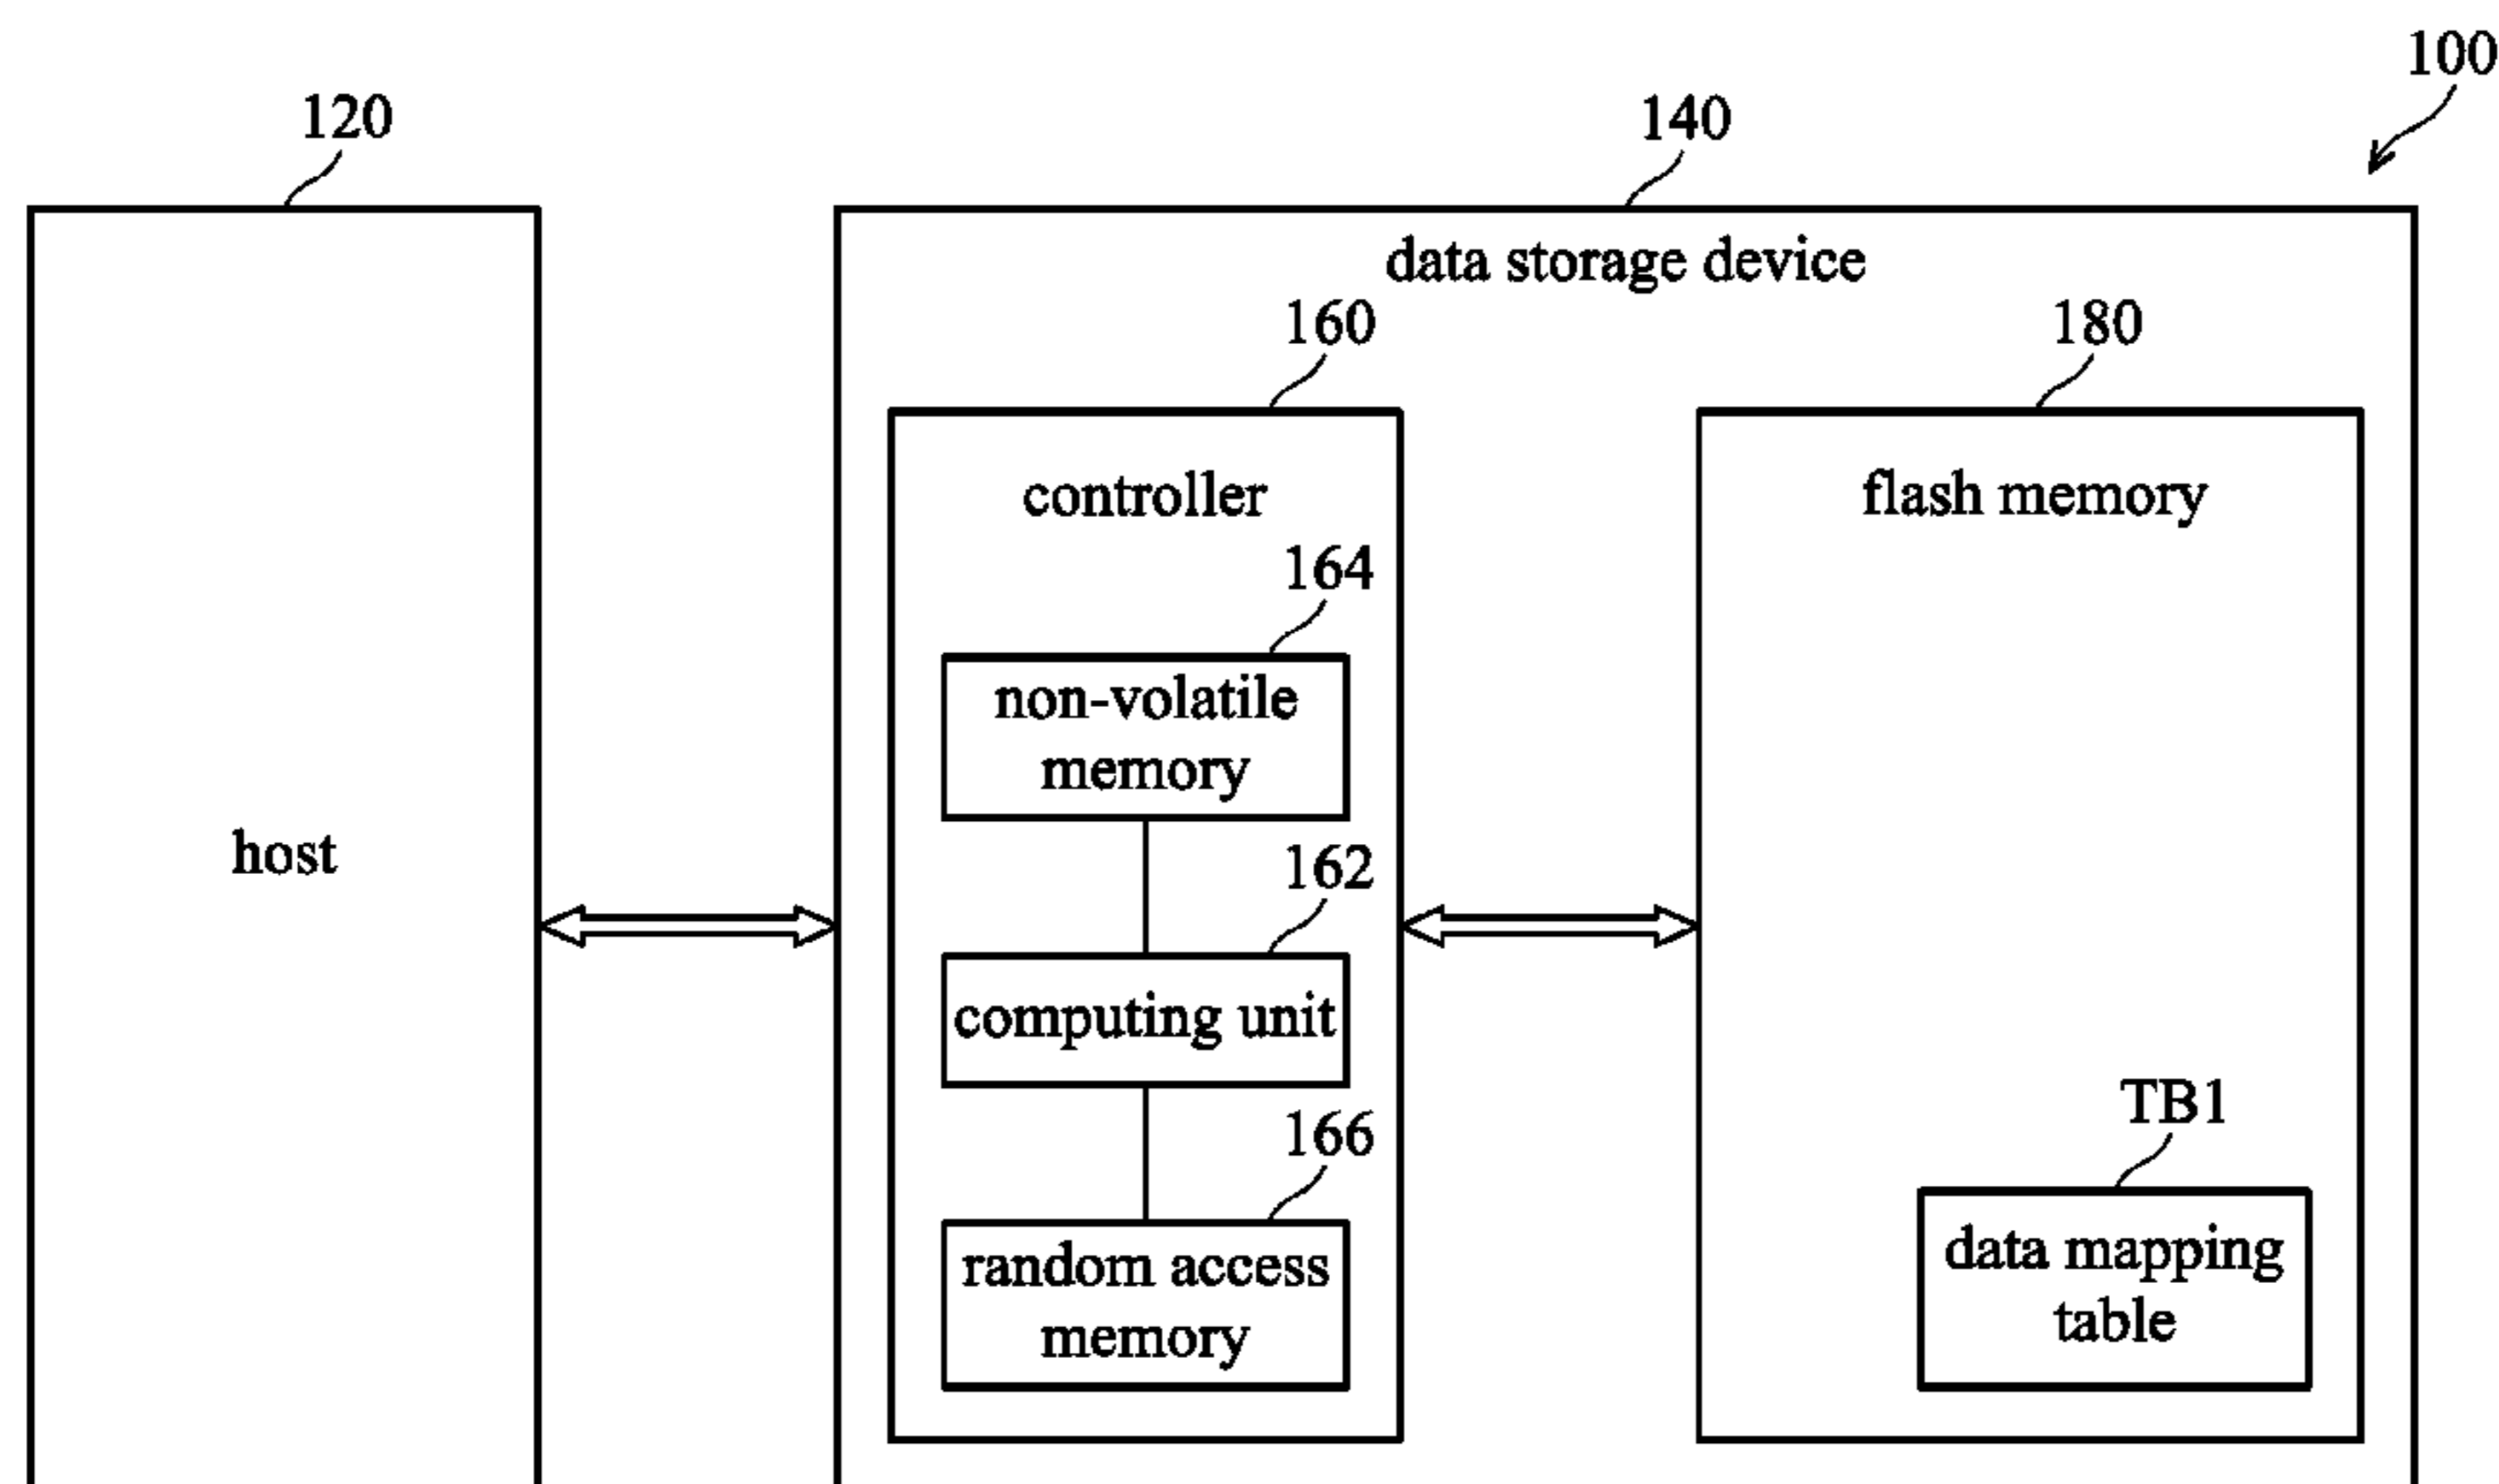 100
120
140
data storage device
160
180
controller
flash memory
164
non-volatile
memory
host
162
computing unit
TB1
166
data mapping
table
random access
memory